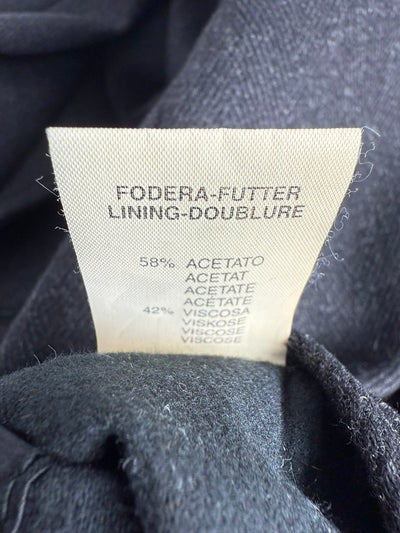 FODERA-FUTTER
LINING-DOUBLURE
58% ACETATO
ACETAT
ACETATE
ACÉTATE
42% VISCOSA
VISKOSE
VISCOSE
VISCOSE